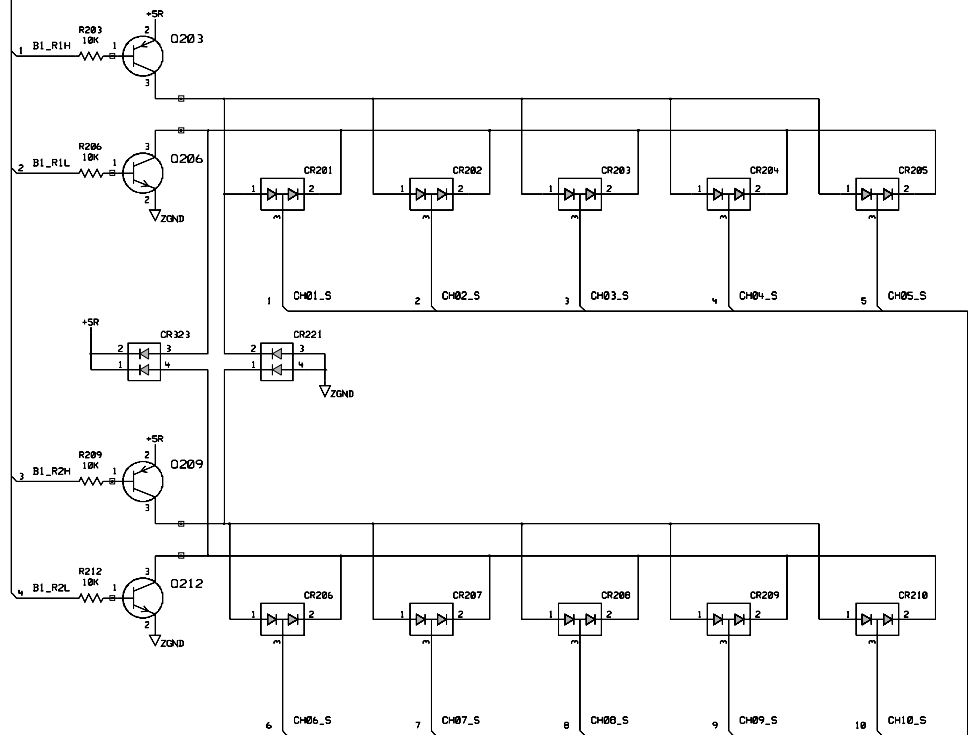 +5R
R203
10K
2
Q203
1
B1_R1H
1
3
R206
10K
3
Q206
2
B1_R1L
1
2
ZGND
CR201
1
2
3
CR202
1
2
3
CR203
1
2
3
CR204
1
2
3
CR205
1
2
3
1
CH01_S
2
CH02_S
3
CH03_S
4
CH04_S
5
CH05_S
+5R
CR323
2
3
1
4
CR221
2
3
1
4
ZGND
+5R
R209
10K
2
Q209
3
B1_R2H
1
3
R212
10K
3
Q212
4
B1_R2L
1
2
ZGND
CR206
1
2
3
CR207
1
2
3
CR208
1
2
3
CR209
1
2
3
CR210
1
2
3
6
CH06_S
7
CH07_S
8
CH08_S
9
CH09_S
10
CH10_S